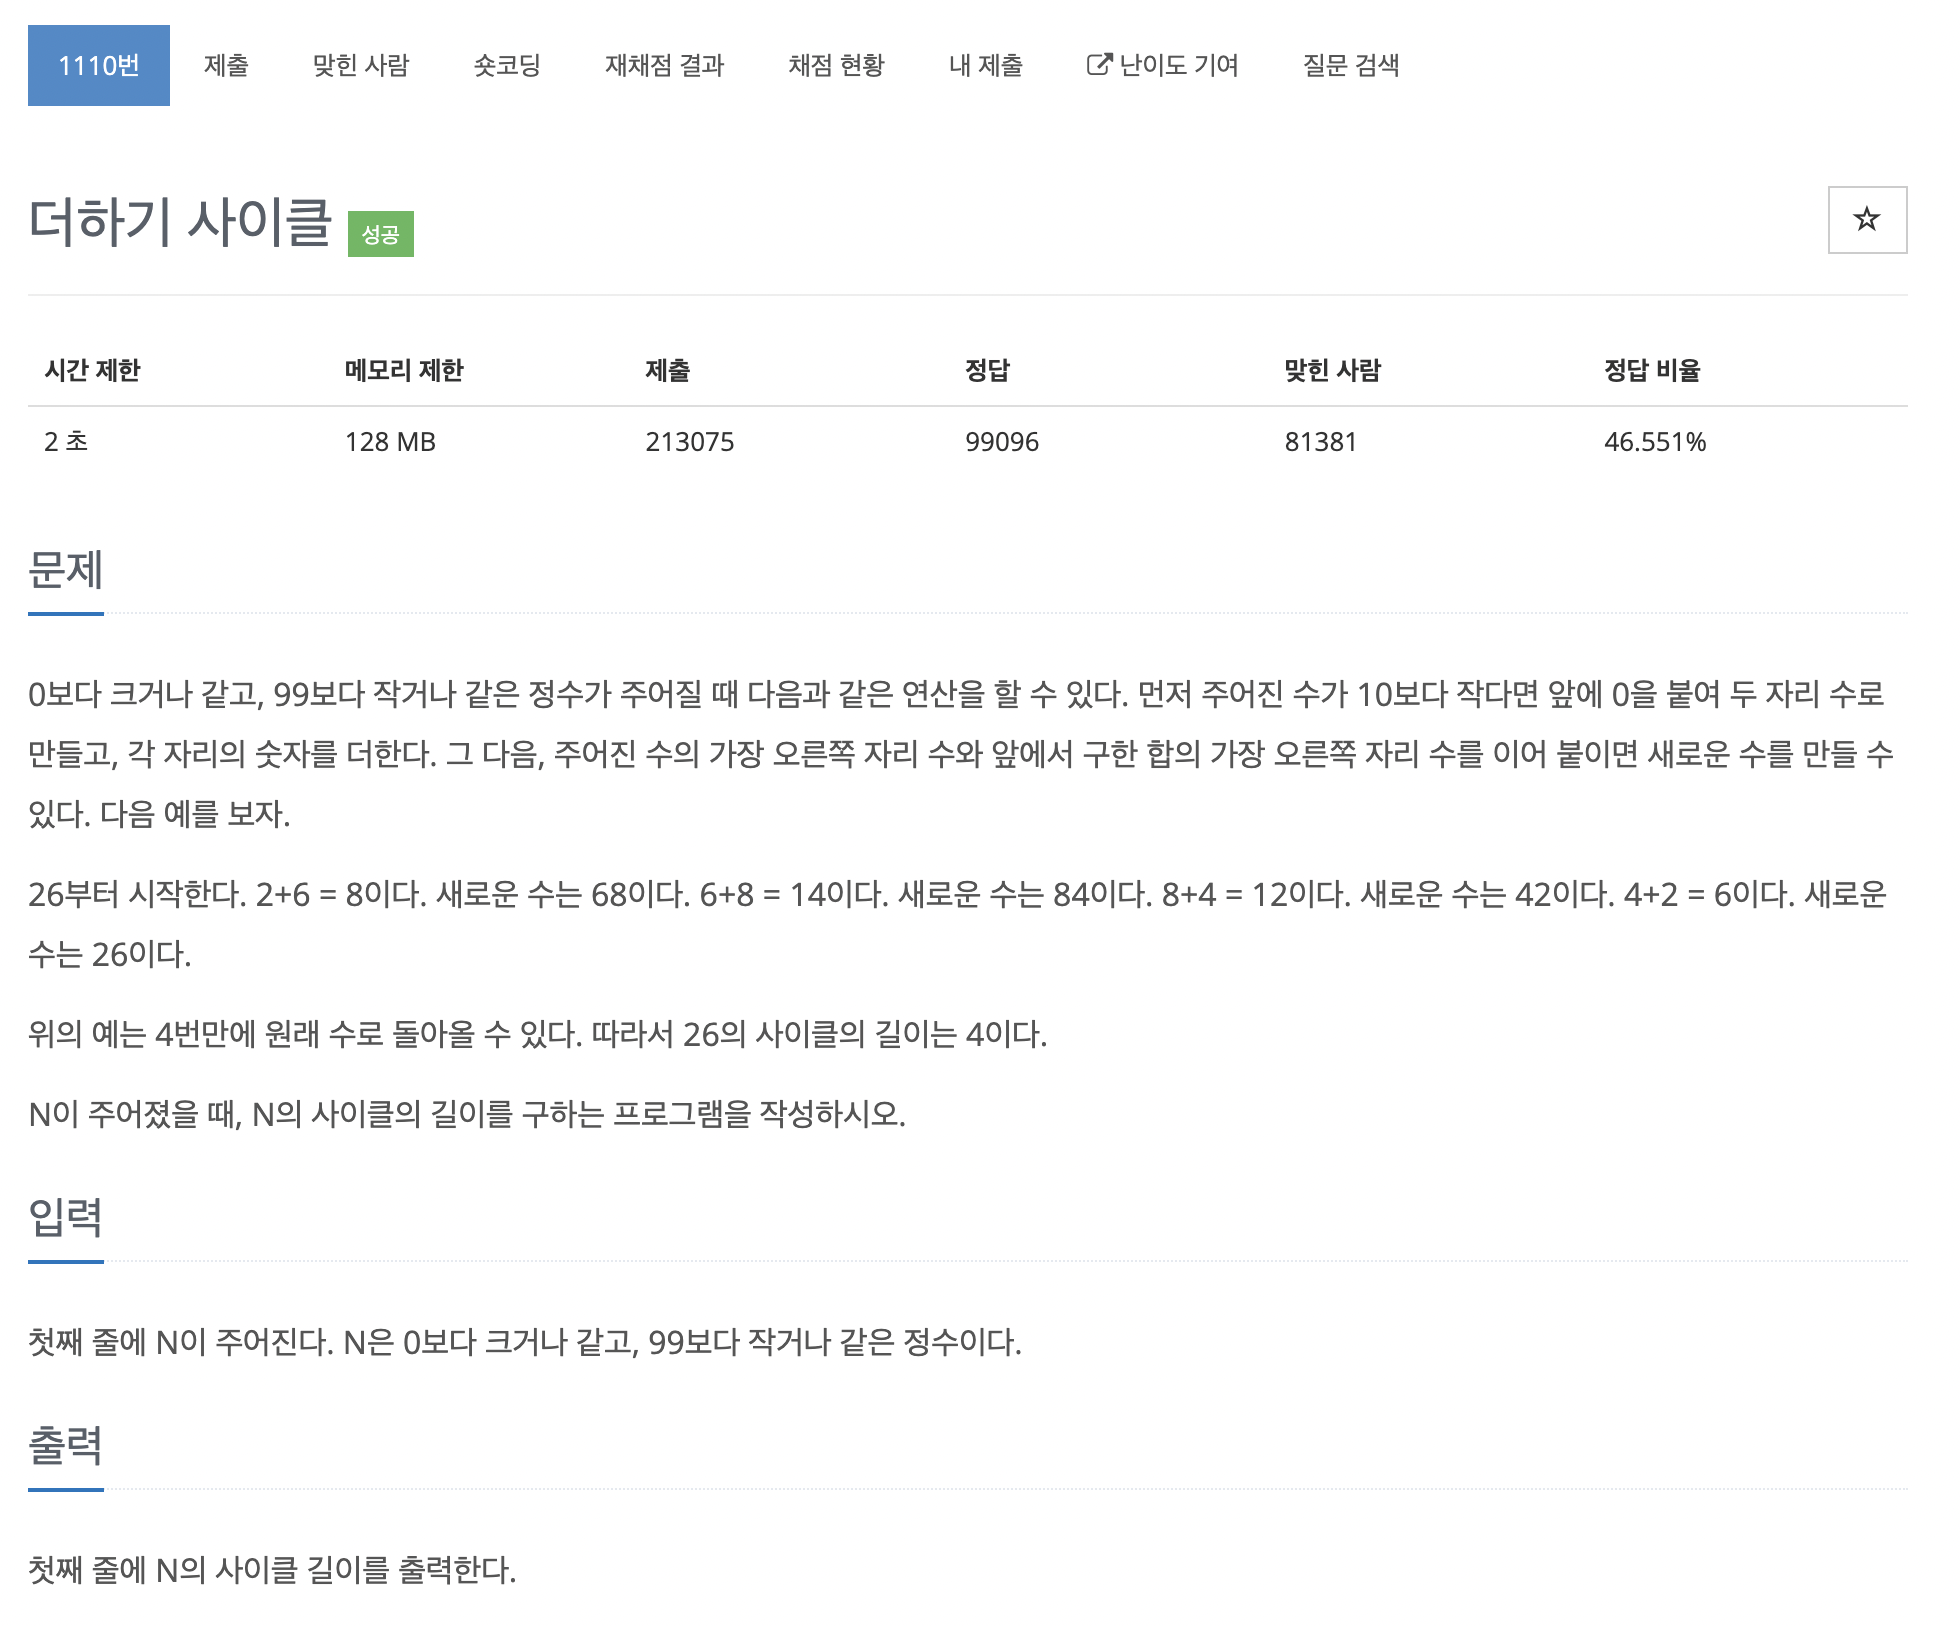 1110번 제출 맞힌 사람 숏코딩 재채점 결과 채점 현황 내 제출 난이도 기여 질문 검색
더하기 사이클 성공
시간 제한 메모리 제한 제출 정답 맞힌 사람 정답 비율
2 초 128 MB 213075 99096 81381 46.551%
문제
0보다 크거나 같고, 99보다 작거나 같은 정수가 주어질 때 다음과 같은 연산을 할 수 있다. 먼저 주어진 수가 10보다 작다면 앞에 0을 붙여 두 자리 수로
만들고, 각 자리의 숫자를 더한다. 그 다음, 주어진 수의 가장 오른쪽 자리 수와 앞에서 구한 합의 가장 오른쪽 자리 수를 이어 붙이면 새로운 수를 만들 수
있다. 다음 예를 보자.
26부터 시작한다. 2+6 = 8이다. 새로운 수는 68이다. 6+8 = 14이다. 새로운 수는 84이다. 8+4 = 12이다. 새로운 수는 42이다. 4+2 = 6이다. 새로운
수는 26이다.
위의 예는 4번만에 원래 수로 돌아올 수 있다. 따라서 26의 사이클의 길이는 4이다.
N이 주어졌을 때, N의 사이클의 길이를 구하는 프로그램을 작성하시오.
입력
첫째 줄에 N이 주어진다. N은 0보다 크거나 같고, 99보다 작거나 같은 정수이다.
출력
첫째 줄에 N의 사이클 길이를 출력한다.